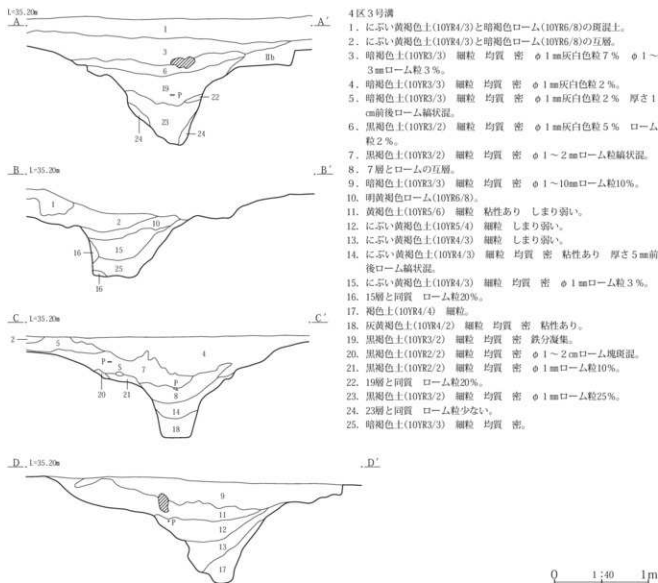 L=35.20m
A A′
1
2
3
6
Ⅱb
19
P
22
23
24 24
B L=35.20m B′
1
2 10
15
16
25
16
C L=35.20m C′
2 5 4
P 7
S P
20 21 8
14
18
D L=35.20m D′
9
11
P
12
13
17
4区3号溝
1. にぶい黄褐色土(10YR4/3)と暗褐色ローム(10YR6/8)の斑混土。
2. にぶい黄褐色土(10YR4/3)と暗褐色ローム(10YR6/8)の互層。
3. 暗褐色土(10YR3/3) 細粒 均質 密 φ1㎜灰白色粒7% φ1～
3㎜ローム粒3%。
4. 暗褐色土(10YR3/3) 細粒 均質 密 φ1㎜灰白色粒2%。
5. 暗褐色土(10YR3/3) 細粒 均質 密 φ1㎜灰白色粒2% 厚さ1
㎝前後ローム縞状混。
6. 黒褐色土(10YR3/2) 細粒 均質 密 φ1㎜灰白色粒5% ローム
粒2%。
7. 黒褐色土(10YR3/2) 細粒 均質 密 φ1～2㎜ローム粒縞状混。
8. 7層とロームの互層。
9. 暗褐色土(10YR3/3) 細粒 均質 密 φ1～10㎜ローム粒10%。
10. 明黄褐色ローム(10YR6/8)。
11. 黄褐色土(10YR5/6) 細粒 粘性あり しまり弱い。
12. にぶい黄褐色土(10YR5/4) 細粒 しまり弱い。
13. にぶい黄褐色土(10YR4/3) 細粒 しまり弱い。
14. にぶい黄褐色土(10YR4/3) 細粒 均質 密 粘性あり 厚さ5㎜前
後ローム縞状混。
15. にぶい黄褐色土(10YR4/3) 細粒 均質 密 φ1㎜ローム粒3%。
16. 15層と同質 ローム粒20%。
17. 褐色土(10YR4/4) 細粒。
18. 灰黄褐色土(10YR4/2) 細粒 均質 密 粘性あり。
19. 黒褐色土(10YR3/2) 細粒 均質 密 鉄分凝集。
20. 黒褐色土(10YR2/2) 細粒 均質 密 φ1～2㎝ローム塊斑混。
21. 黒褐色土(10YR2/2) 細粒 均質 密 φ1㎜ローム粒10%。
22. 19層と同質 ローム粒20%。
23. 黒褐色土(10YR3/2) 細粒 均質 密 φ1㎜ローム粒25%。
24. 23層と同質 ローム粒少ない。
25. 暗褐色土(10YR3/3) 細粒 均質 密。
0 1:40 1m